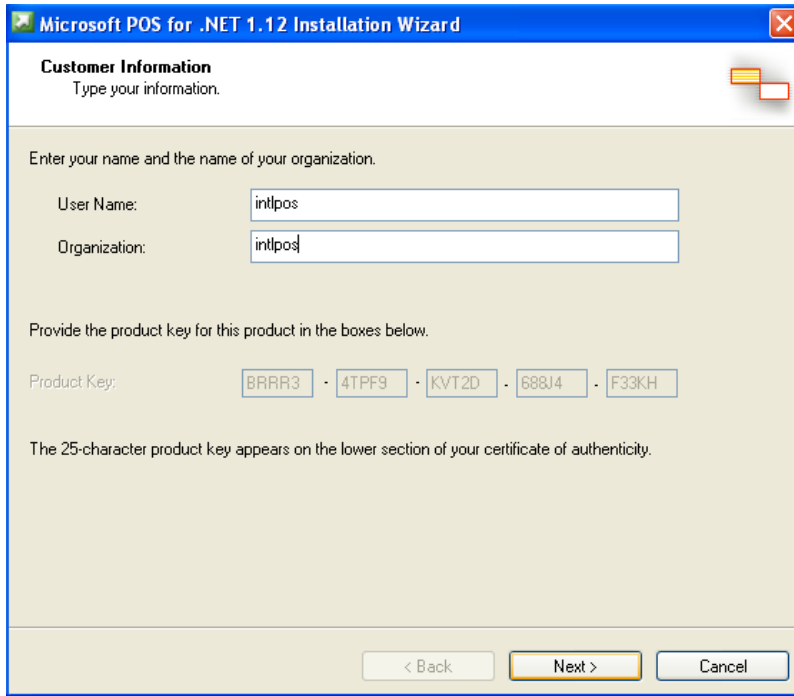 Microsoft POS for .NET 1.12 Installation Wizard
Customer Information
Type your information.
Enter your name and the name of your organization.
User Name: intlpos
Organization: intlpos
Provide the product key for this product in the boxes below.
Product Key: BRRR3 - 4TPF9 - KVT2D - 688J4 - F33KH
The 25-character product key appears on the lower section of your certificate of authenticity.
< Back Next > Cancel